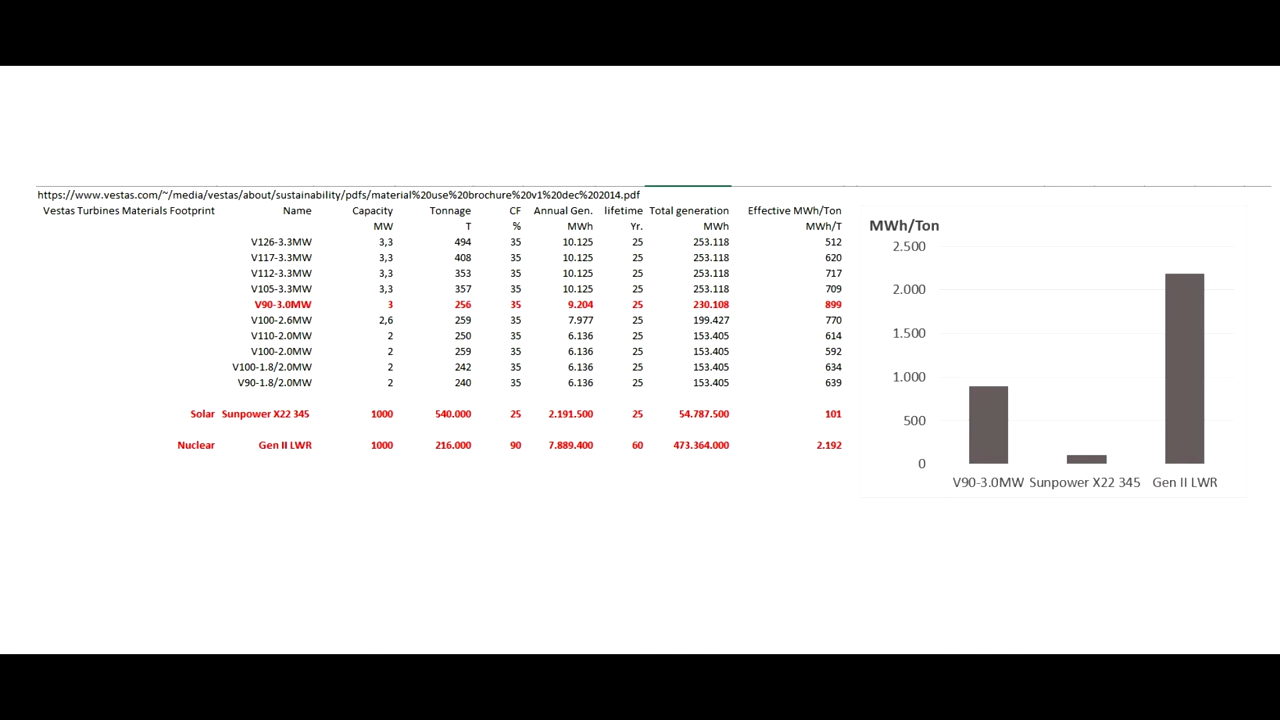 https://www.vestas.com/~/media/vestas/about/sustainability/pdfs/material%20use%20brochure%20v1%20dec%202014.pdf
Vestas Turbines Materials Footprint Name Capacity Tonnage CF Annual Gen. lifetime Total generation Effective MWh/Ton
MW T % MWh Yr. MWh MWh/T
V126-3.3MW 3,3 494 35 10.125 25 253.118 512
V117-3.3MW 3,3 408 35 10.125 25 253.118 620
V112-3.3MW 3,3 353 35 10.125 25 253.118 717
V105-3.3MW 3,3 357 35 10.125 25 253.118 709
V90-3.0MW 3 256 35 9.204 25 230.108 899
V100-2.6MW 2,6 259 35 7.977 25 199.427 770
V110-2.0MW 2 250 35 6.136 25 153.405 614
V100-2.0MW 2 259 35 6.136 25 153.405 592
V100-1.8/2.0MW 2 242 35 6.136 25 153.405 634
V90-1.8/2.0MW 2 240 35 6.136 25 153.405 639
Solar Sunpower X22 345 1000 540.000 25 2.191.500 25 54.787.500 101
Nuclear Gen II LWR 1000 216.000 90 7.889.400 60 473.364.000 2.192
MWh/Ton
2.500
2.000
1.500
1.000
500
0
V90-3.0MW Sunpower X22 345 Gen II LWR